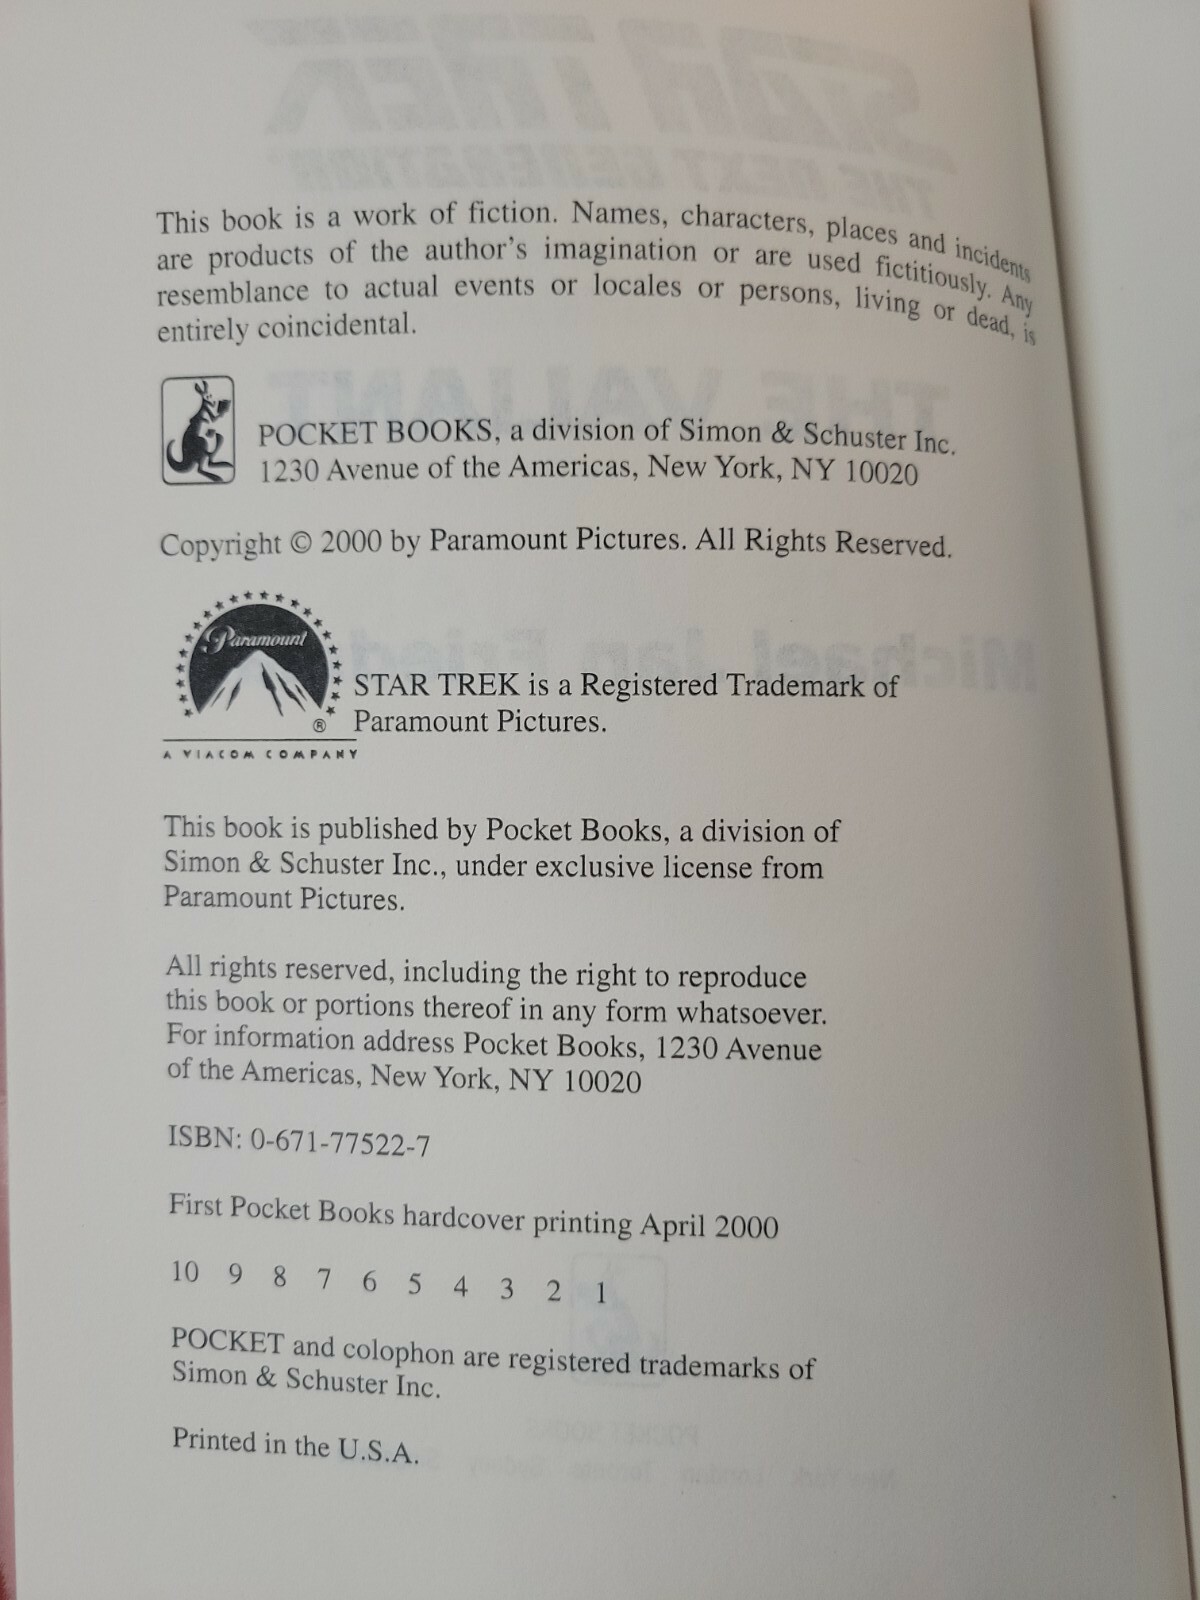 This book is a work of fiction. Names, characters, places and incidents
are products of the author's imagination or are used fictitiously. Any
resemblance to actual events or locales or persons, living or dead, is
entirely coincidental.
POCKET BOOKS, a division of Simon & Schuster Inc.
1230 Avenue of the Americas, New York, NY 10020
Copyright © 2000 by Paramount Pictures. All Rights Reserved.
Paramount
®
A VIACOM COMPANY
STAR TREK is a Registered Trademark of
Paramount Pictures.
This book is published by Pocket Books, a division of
Simon & Schuster Inc., under exclusive license from
Paramount Pictures.
All rights reserved, including the right to reproduce
this book or portions thereof in any form whatsoever.
For information address Pocket Books, 1230 Avenue
of the Americas, New York, NY 10020
ISBN: 0-671-77522-7
First Pocket Books hardcover printing April 2000
10 9 8 7 6 5 4 3 2 1
POCKET and colophon are registered trademarks of
Simon & Schuster Inc.
Printed in the U.S.A.